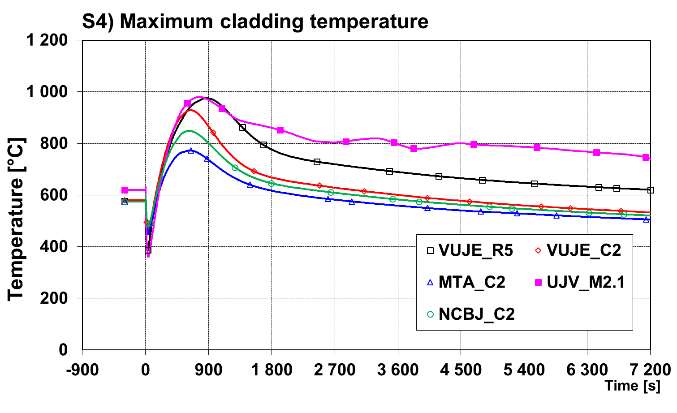 S4) Maximum cladding temperature
1 200
1 000
800
600
400
200
0
Temperature [°C]
VUJE_R5 VUJE_C2
MTA_C2 UJV_M2.1
NCBJ_C2
-900 0 900 1 800 2 700 3 600 4 500 5 400 6 300 7 200
Time [s]